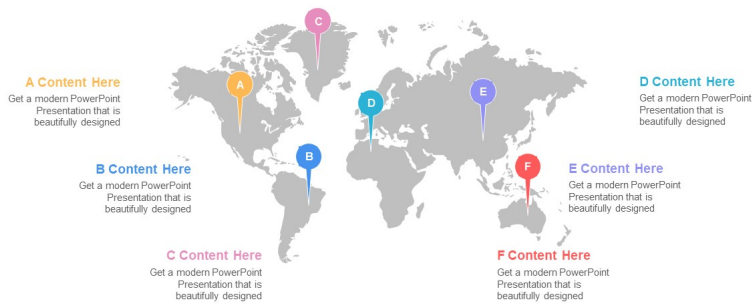 C
A
E
D
B
F
A Content Here
Get a modern PowerPoint
Presentation that is
beautifully designed
B Content Here
Get a modern PowerPoint
Presentation that is
beautifully designed
C Content Here
Get a modern PowerPoint
Presentation that is
beautifully designed
D Content Here
Get a modern PowerPoint
Presentation that is
beautifully designed
E Content Here
Get a modern PowerPoint
Presentation that is
beautifully designed
F Content Here
Get a modern PowerPoint
Presentation that is
beautifully designed